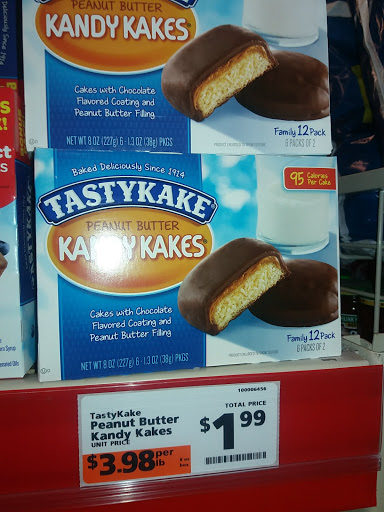 PEANUT BUTTER
KANDY KAKES
Cakes with Chocolate
Flavored Coating and
Peanut Butter Filling
NET WT 8 OZ (227g) 6 - 1.3 OZ (38g) PKGS
Family 12 Pack
6 PACKS OF 2
Baked Deliciously Since 1914
TASTYKAKE®
PEANUT BUTTER
KANDY KAKES
95 Calories
Per Cake
Cakes with Chocolate
Flavored Coating and
Peanut Butter Filling
NET WT 8 OZ (227g) 6 - 1.3 OZ (38g) PKGS
Family 12 Pack
6 PACKS OF 2
100006454
TastyKake
Peanut Butter
Kandy Kakes
UNIT PRICE
$3.98 per lb
8 oz
box
TOTAL PRICE
$1.99